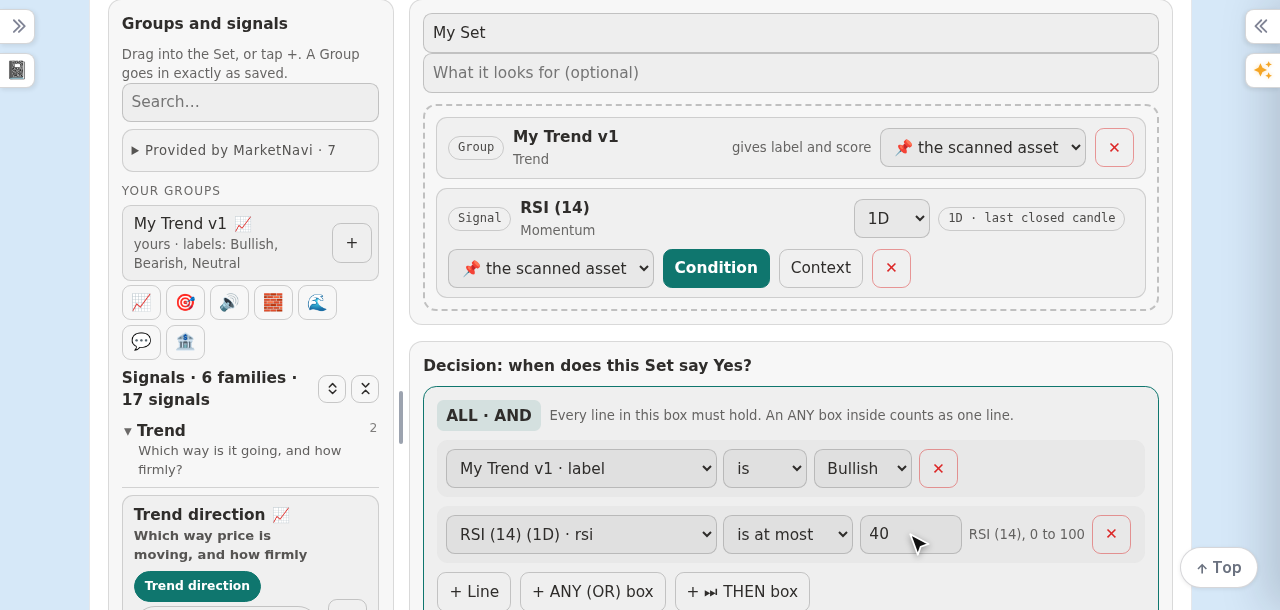 Groups and signals
Drag into the Set, or tap +. A Group
goes in exactly as saved.
Search...
Provided by MarketNavi · 7
YOUR GROUPS
My Trend v1
yours · labels: Bullish,
Bearish, Neutral
+
Signals · 6 families ·
17 signals
Trend
2
Which way is it going, and how
firmly?
Trend direction
Which way price is
moving, and how firmly
Trend direction
My Set
What it looks for (optional)
Group
My Trend v1
Trend
gives label and score
the scanned asset
Signal
RSI (14)
Momentum
1D
1D · last closed candle
the scanned asset
Condition
Context
Decision: when does this Set say Yes?
ALL · AND
Every line in this box must hold. An ANY box inside counts as one line.
My Trend v1 · label
is
Bullish
RSI (14) (1D) · rsi
is at most
40
RSI (14), 0 to 100
+ Line
+ ANY (OR) box
+ ⏭ THEN box
↑ Top